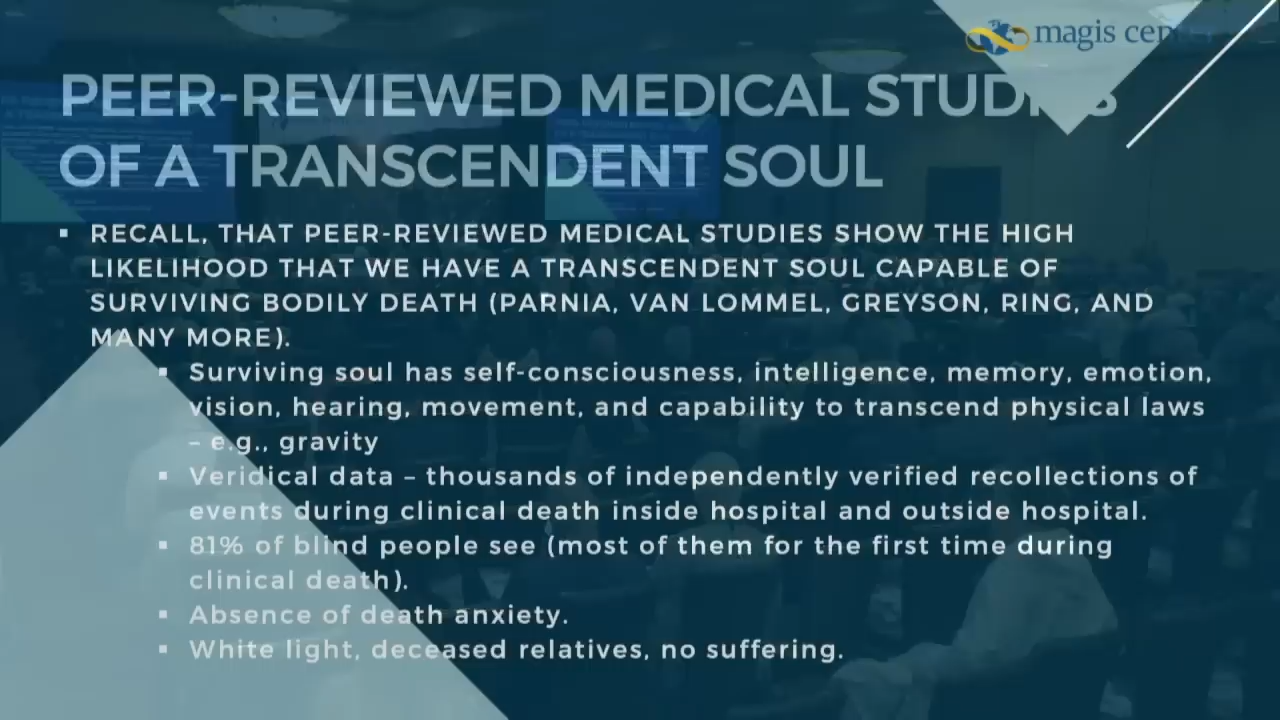 magis cen
PEER-REVIEWED MEDICAL STUDIES
OF A TRANSCENDENT SOUL
▪ RECALL, THAT PEER-REVIEWED MEDICAL STUDIES SHOW THE HIGH
LIKELIHOOD THAT WE HAVE A TRANSCENDENT SOUL CAPABLE OF
SURVIVING BODILY DEATH (PARNIA, VAN LOMMEL, GREYSON, RING, AND
MANY MORE).
▪ Surviving soul has self-consciousness, intelligence, memory, emotion,
vision, hearing, movement, and capability to transcend physical laws
– e.g., gravity
▪ Veridical data – thousands of independently verified recollections of
events during clinical death inside hospital and outside hospital.
▪ 81% of blind people see (most of them for the first time during
clinical death).
▪ Absence of death anxiety.
▪ White light, deceased relatives, no suffering.